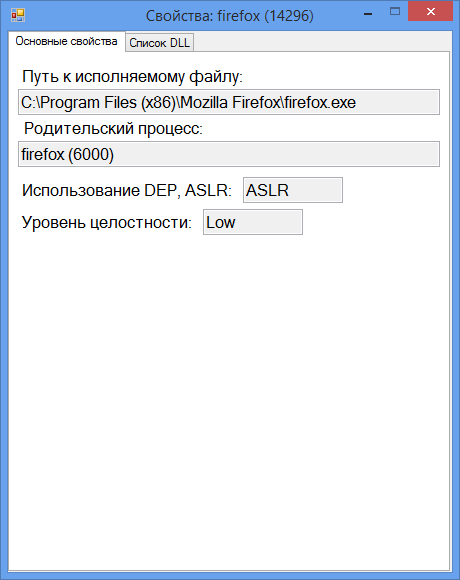 Свойства: firefox (14296)
Основные свойства Список DLL
Путь к исполняемому файлу:
C:\Program Files (x86)\Mozilla Firefox\firefox.exe
Родительский процесс:
firefox (6000)
Использование DEP, ASLR: ASLR
Уровень целостности: Low